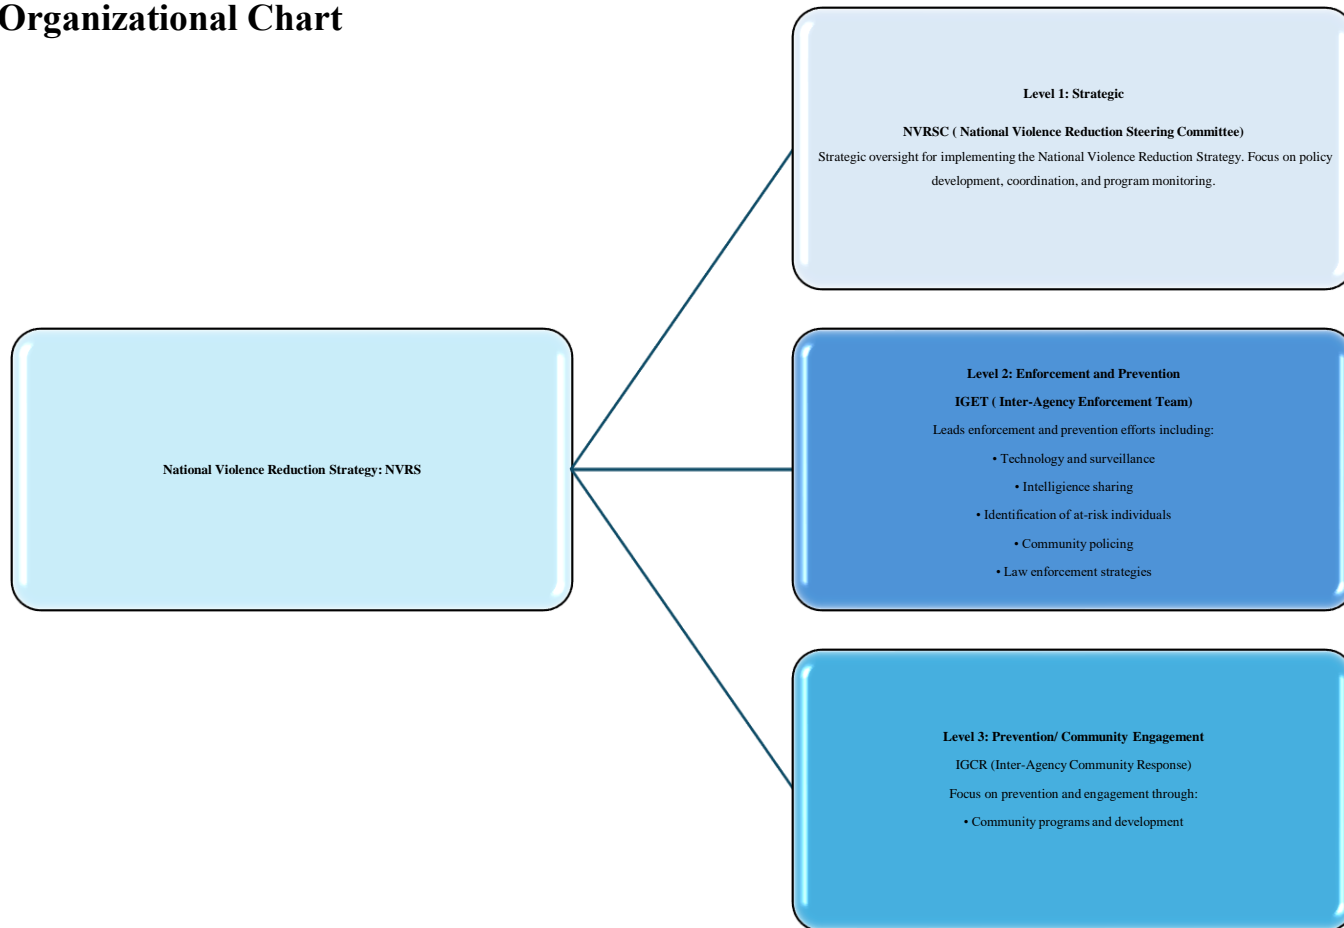 Organizational Chart
Level 1: Strategic
NVRSC ( National Violence Reduction Steering Committee)
Strategic oversight for implementing the National Violence Reduction Strategy. Focus on policy
development, coordination, and program monitoring.
National Violence Reduction Strategy: NVRS
Level 2: Enforcement and Prevention
IGET ( Inter-Agency Enforcement Team)
Leads enforcement and prevention efforts including:
• Technology and surveillance
• Intelligience sharing
• Identification of at-risk individuals
• Community policing
• Law enforcement strategies
Level 3: Prevention/ Community Engagement
IGCR (Inter-Agency Community Response)
Focus on prevention and engagement through:
• Community programs and development